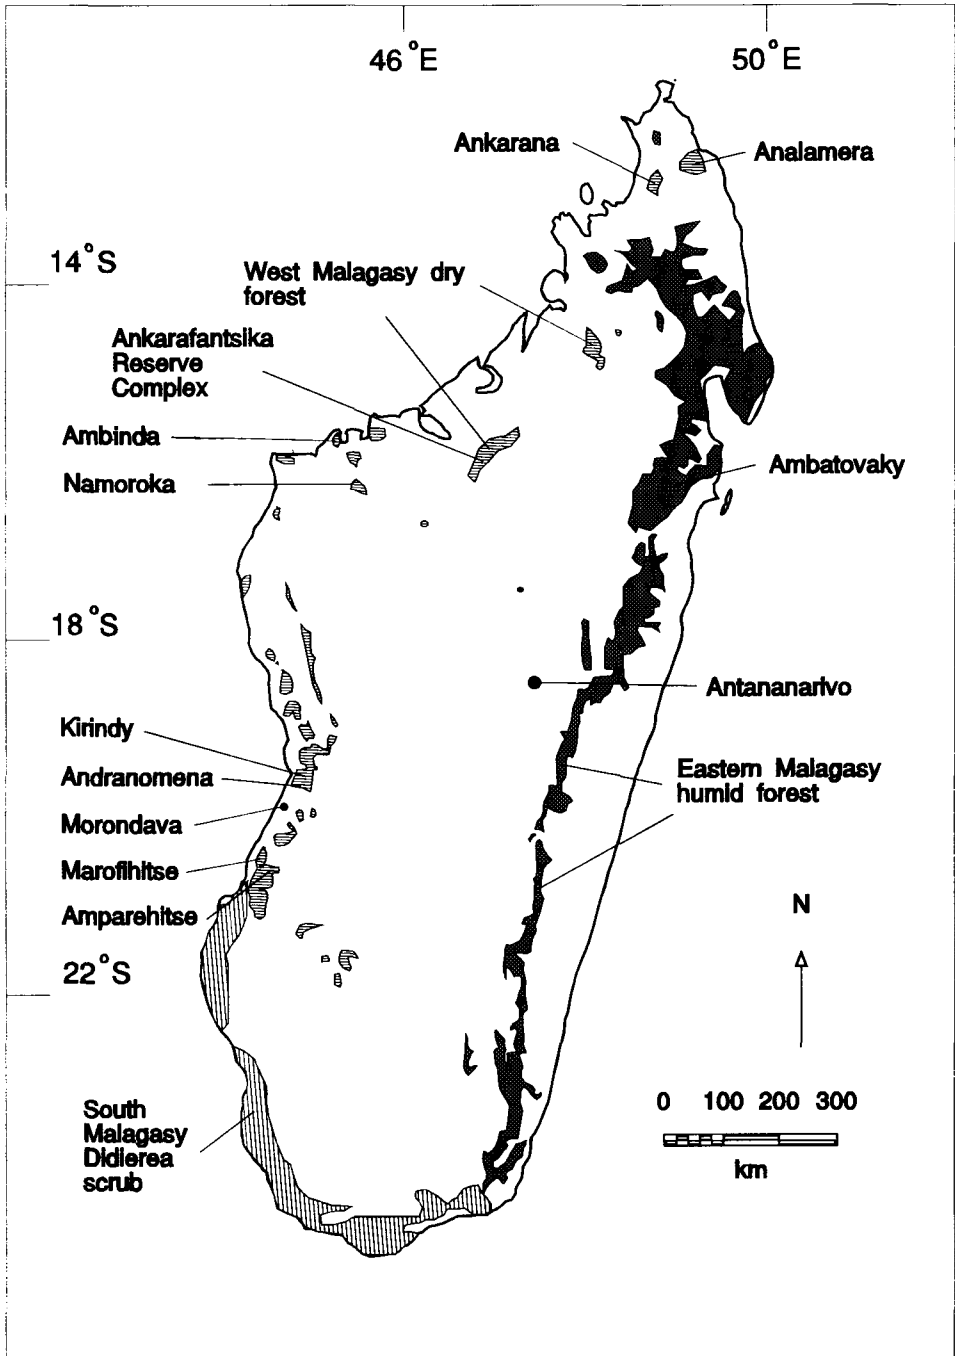 46°E
50°E
Ankarana
Analamera
14°S
West Malagasy dry
forest
Ankarafantsika
Reserve
Complex
Ambinda
Namoroka
Ambatovaky
18°S
Antananarivo
Kirindy
Andranomena
Morondava
Marofihitse
Amparehitse
Eastern Malagasy
humid forest
N
22°S
South
Malagasy
Didierea
scrub
0 100 200 300
km